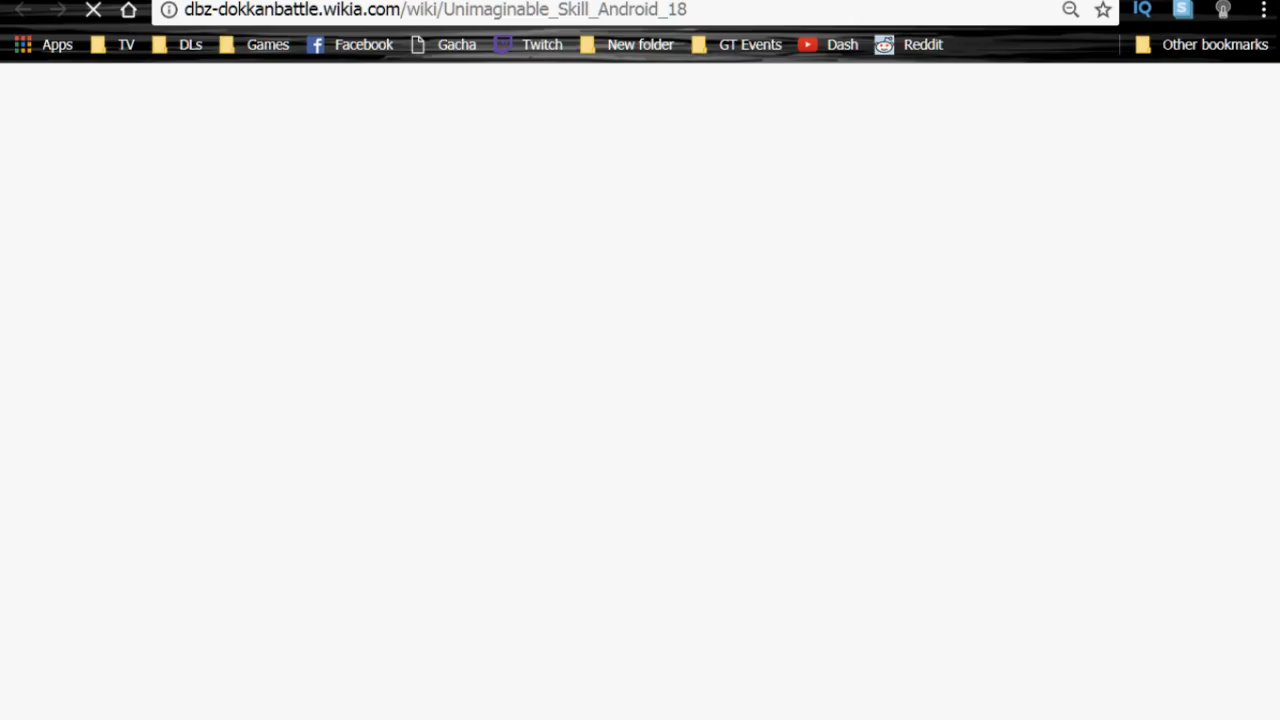 dbz-dokkanbattle.wikia.com/wiki/Unimaginable_Skill_Android_18
IQ S
Apps TV DLs Games Facebook Gacha Twitch New folder GT Events Dash Reddit Other bookmarks